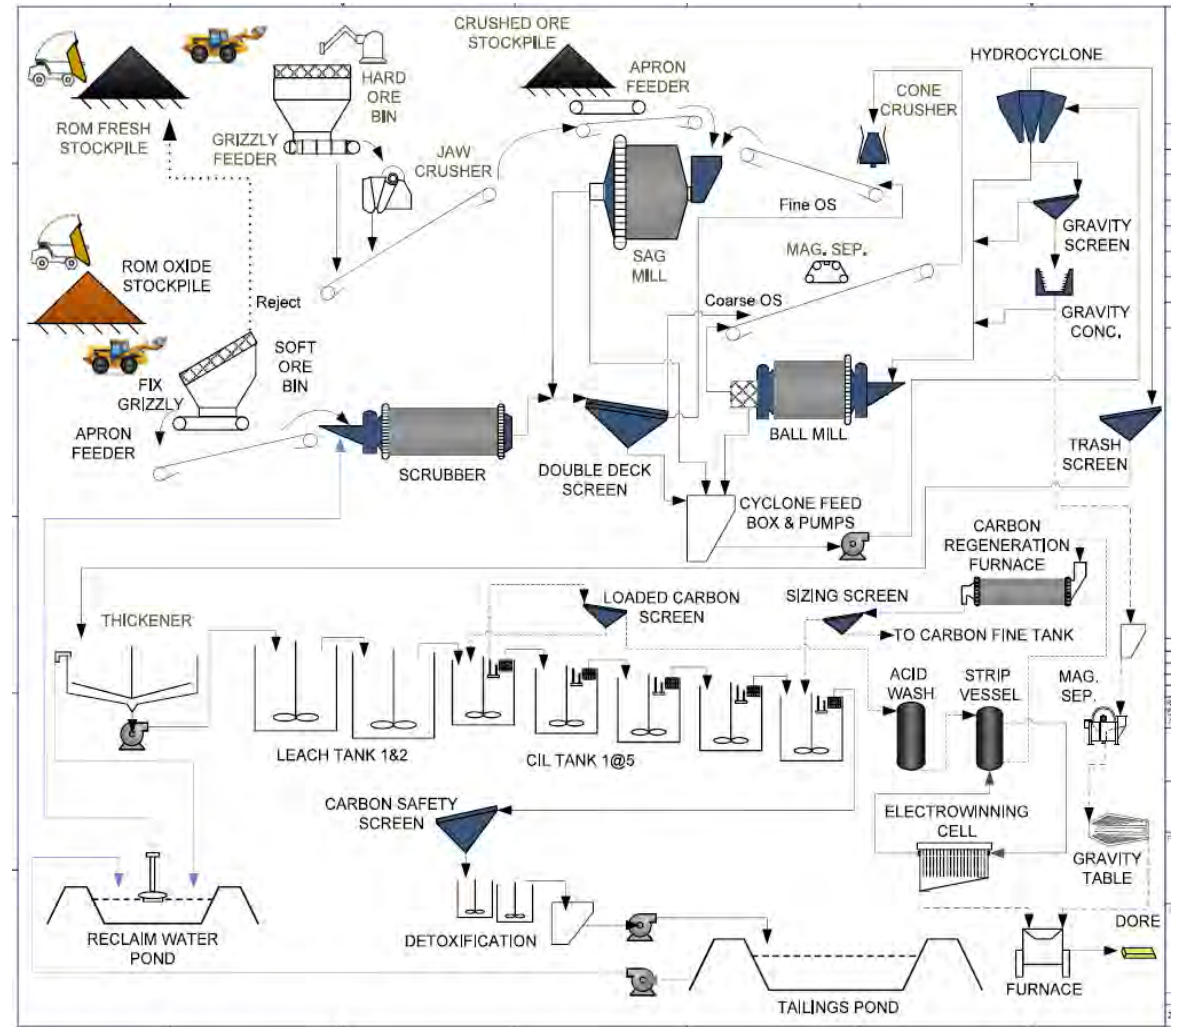 CRUSHED ORE
STOCKPILE
HYDROCYCLONE
HARD
ORE
BIN
APRON
FEEDER
CONE
CRUSHER
ROM FRESH
STOCKPILE
GRIZZLY
FEEDER
JAW
CRUSHER
Fine OS
GRAVITY
SCREEN
SAG
MILL
MAG. SEP.
ROM OXIDE
STOCKPILE
Reject
Coarse OS
GRAVITY
CONC.
SOFT
ORE
BIN
FIX
GRIZZLY
APRON
FEEDER
BALL MILL
TRASH
SCREEN
SCRUBBER
DOUBLE DECK
SCREEN
CYCLONE FEED
BOX & PUMPS
CARBON
REGENERATION
FURNACE
THICKENER
LOADED CARBON
SCREEN
SIZING SCREEN
TO CARBON FINE TANK
ACID
WASH
STRIP
VESSEL
MAG.
SEP.
LEACH TANK 1&2
CIL TANK 1@5
CARBON SAFETY
SCREEN
ELECTROWINNING
CELL
GRAVITY
TABLE
RECLAIM WATER
POND
DETOXIFICATION
DORE
FURNACE
TAILINGS POND